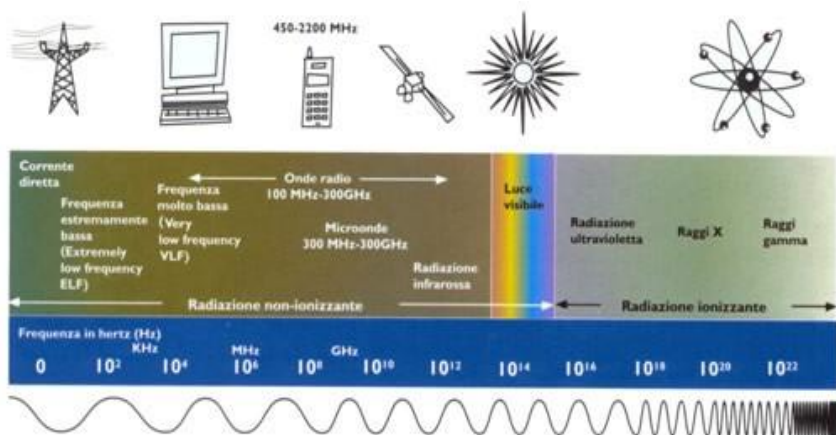 450-2200 MHz
Corrente
diretta
Frequenza
estremamente
bassa
(Extremely
low frequency
ELF)
Frequenza
molto bassa
(Very
low frequency
VLF)
Onde radio
100 MHz-300GHz
Microonde
300 MHz-300GHz
Radiazione
infrarossa
Luce
visibile
Radiazione
ultravioletta
Raggi X
Raggi
gamma
Radiazione non-ionizzante
Radiazione ionizzante
Frequenza in hertz (Hz)
KHz MHz GHz
0 10² 10⁴ 10⁶ 10⁸ 10¹⁰ 10¹² 10¹⁴ 10¹⁶ 10¹⁸ 10²⁰ 10²²